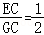 EC/GC = 1/2